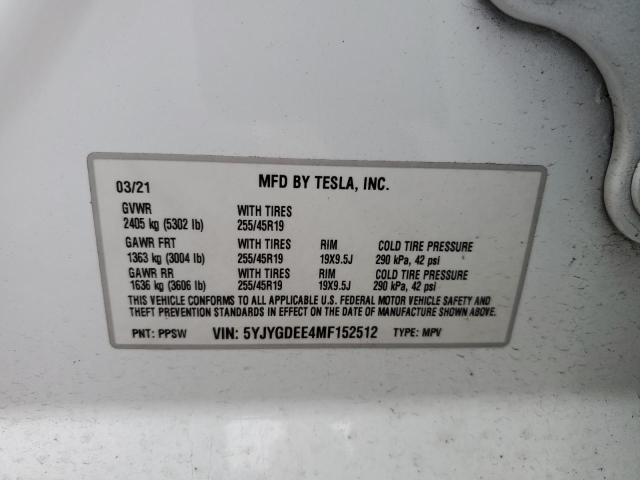 03/21 MFD BY TESLA, INC.
GVWR WITH TIRES
2405 kg (5302 lb) 255/45R19
GAWR FRT WITH TIRES RIM COLD TIRE PRESSURE
1363 kg (3004 lb) 255/45R19 19X9.5J 290 kPa, 42 psi
GAWR RR WITH TIRES RIM COLD TIRE PRESSURE
1636 kg (3606 lb) 255/45R19 19X9.5J 290 kPa, 42 psi
THIS VEHICLE CONFORMS TO ALL APPLICABLE U.S. FEDERAL MOTOR VEHICLE SAFETY AND
THEFT PREVENTION STANDARDS IN EFFECT ON THE DATE OF MANUFACTURE SHOWN ABOVE.
PNT: PPSW VIN: 5YJYGDEE4MF152512 TYPE: MPV